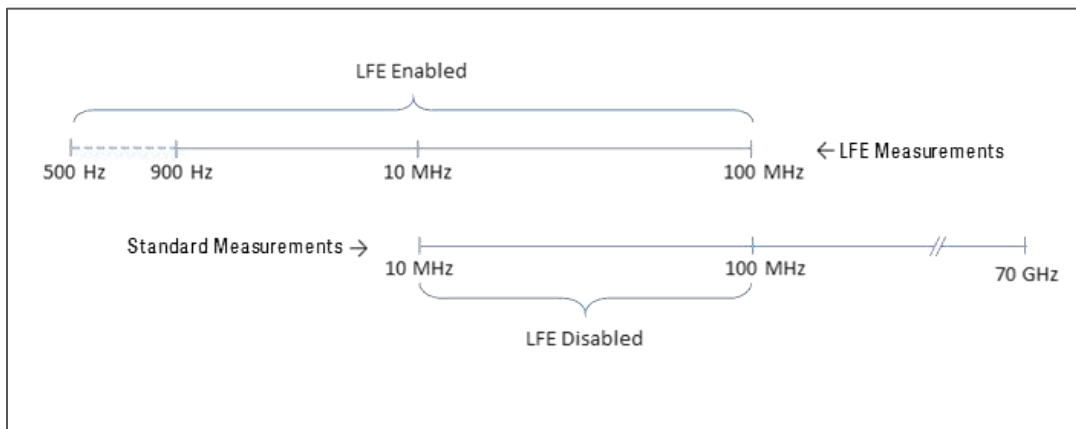 LFE Enabled
500 Hz 900 Hz 10 MHz 100 MHz ← LFE Measurements
Standard Measurements →
10 MHz 100 MHz 70 GHz
LFE Disabled